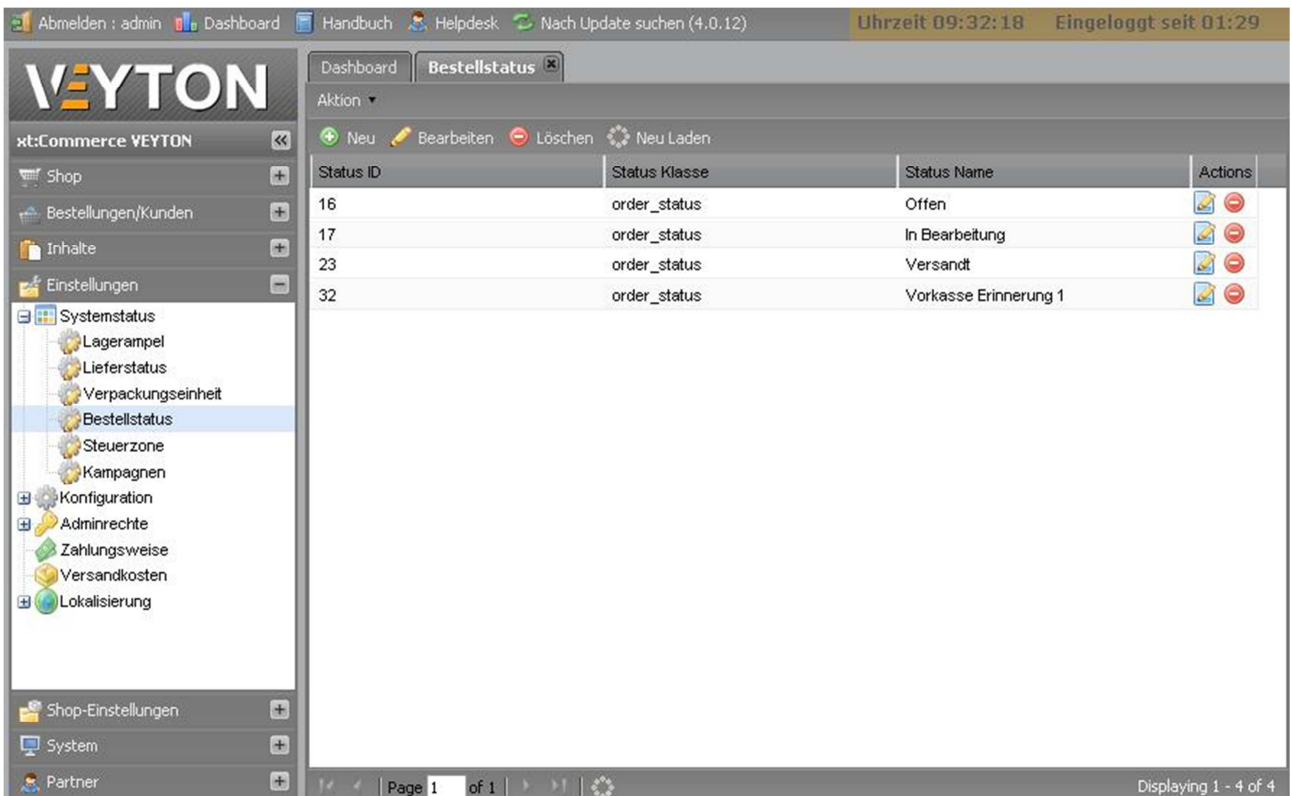 Abmelden : admin Dashboard Handbuch Helpdesk Nach Update suchen (4.0.12) Uhrzeit 09:32:18 Eingeloggt seit 01:29
VEYTON
xt:Commerce VEYTON
Shop
Bestellungen/Kunden
Inhalte
Einstellungen
Systemstatus
Lagerampel
Lieferstatus
Verpackungseinheit
Bestellstatus
Steuerzone
Kampagnen
Konfiguration
Adminrechte
Zahlungsweise
Versandkosten
Lokalisierung
Shop-Einstellungen
System
Partner
Dashboard Bestellstatus
Aktion
Neu Bearbeiten Löschen Neu Laden
Status ID Status Klasse Status Name Actions
16 order_status Offen
17 order_status In Bearbeitung
23 order_status Versandt
32 order_status Vorkasse Erinnerung 1
Page 1 of 1 Displaying 1 - 4 of 4